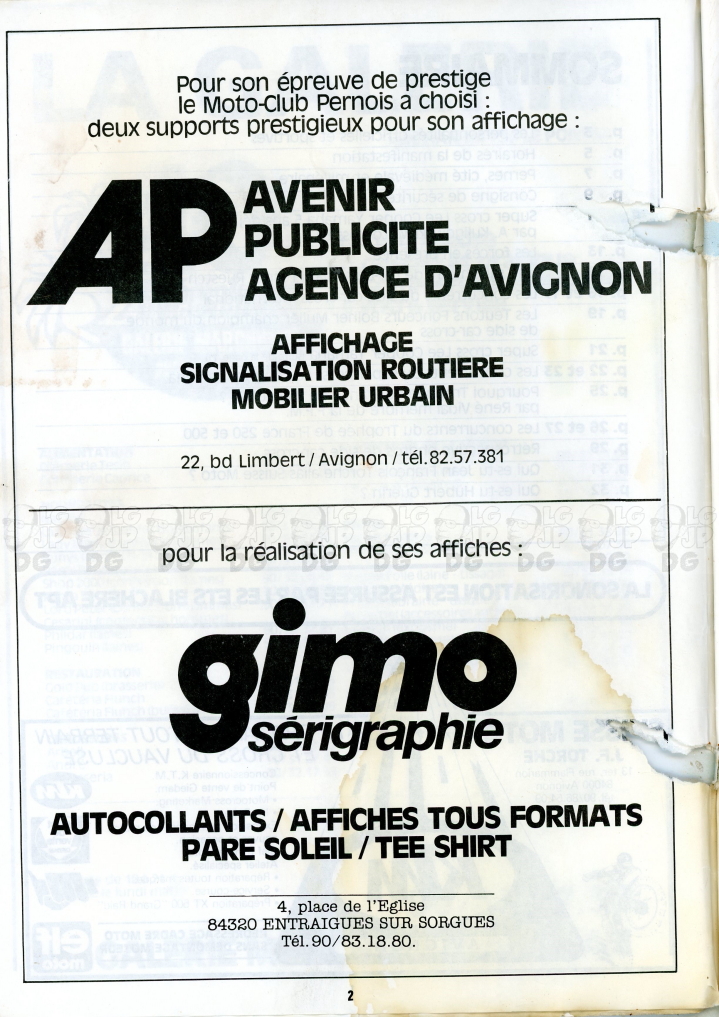 Pour son épreuve de prestige
le Moto-Club Pernois a choisi :
deux supports prestigieux pour son affichage :
AP
AVENIR
PUBLICITE
AGENCE D'AVIGNON
AFFICHAGE
SIGNALISATION ROUTIERE
MOBILIER URBAIN
22, bd Limbert / Avignon / tél.82.57.381
pour la réalisation de ses affiches :
gimo
sérigraphie
AUTOCOLLANTS / AFFICHES TOUS FORMATS
PARE SOLEIL / TEE SHIRT
4, place de l'Eglise
84320 ENTRAIGUES SUR SORGUES
Tél. 90/83.18.80.
2